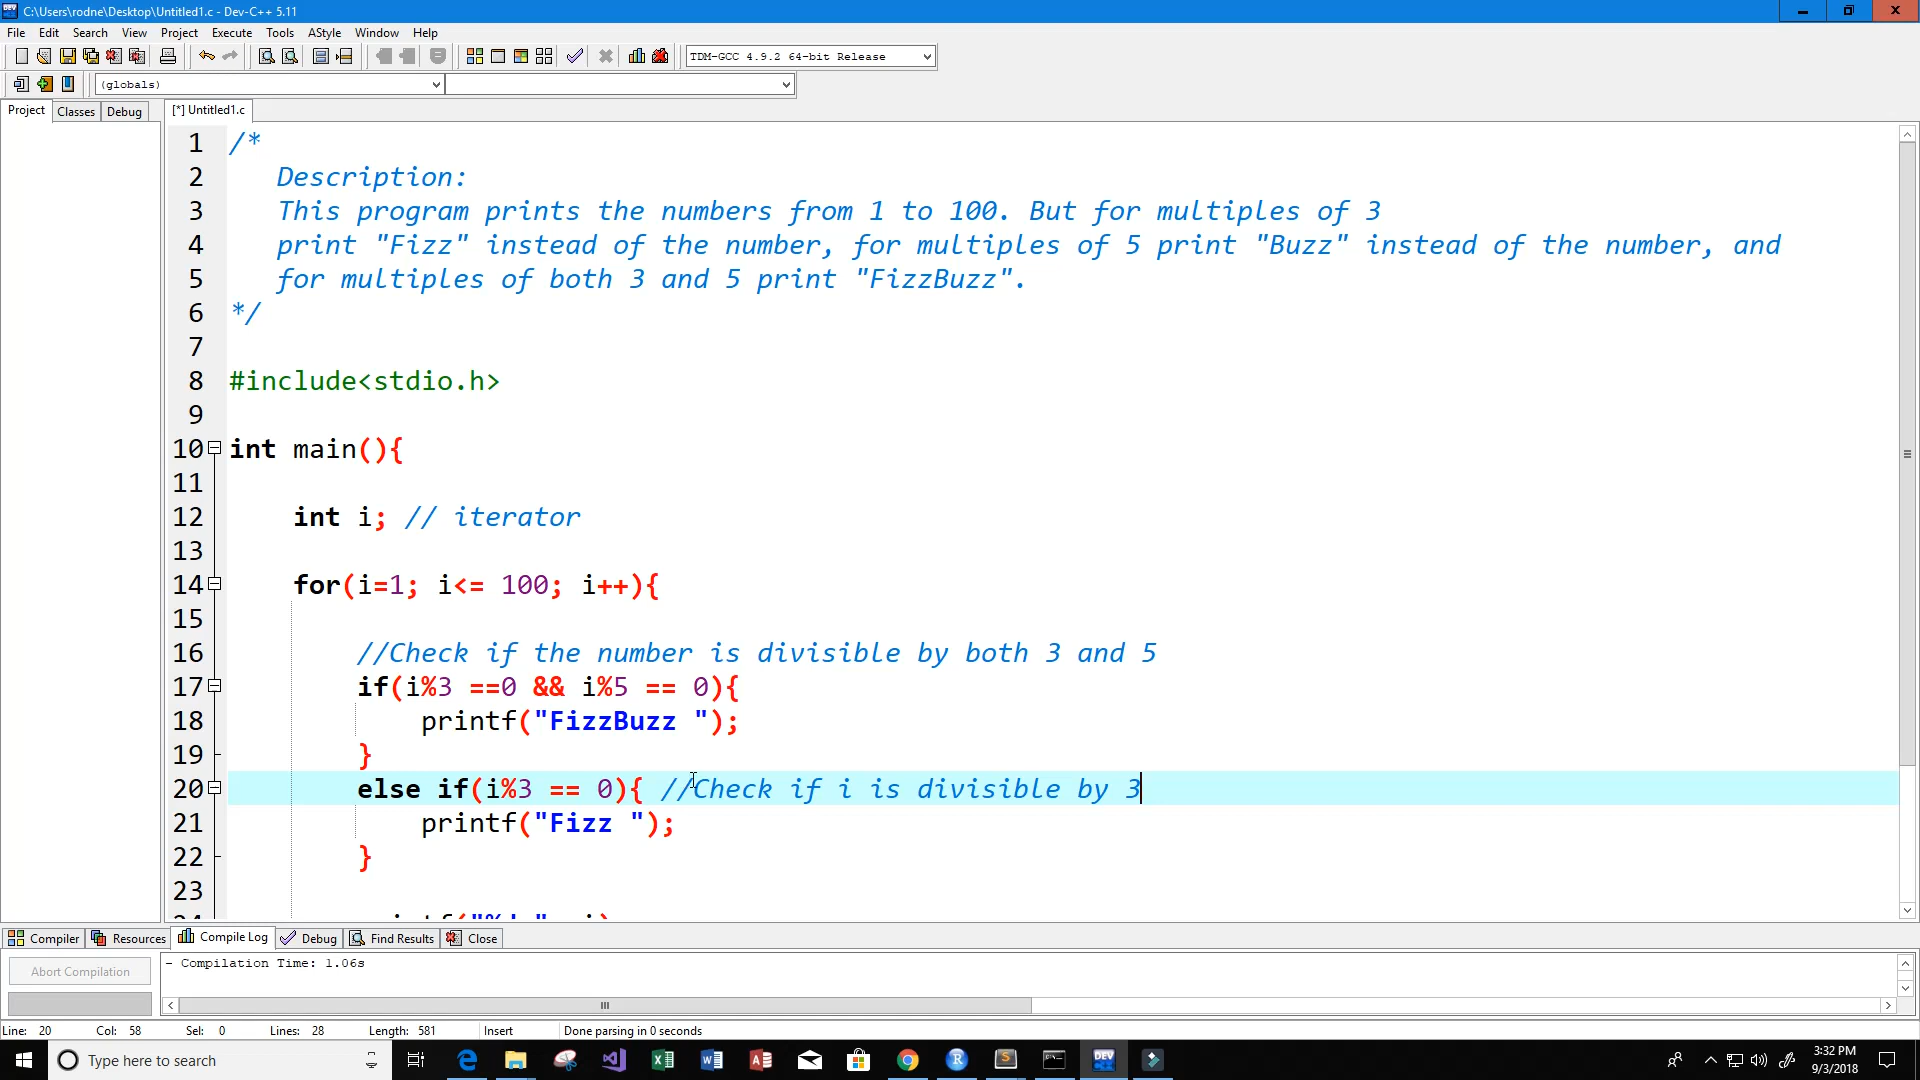 C:\Users\rodne\Desktop\Untitled1.c - Dev-C++ 5.11
File Edit Search View Project Execute Tools AStyle Window Help
TDM-GCC 4.9.2 64-bit Release
(globals)
Project Classes Debug [*] Untitled1.c
1 /*
2 Description:
3 This program prints the numbers from 1 to 100. But for multiples of 3
4 print "Fizz" instead of the number, for multiples of 5 print "Buzz" instead of the number, and
5 for multiples of both 3 and 5 print "FizzBuzz".
6 */
7
8 #include<stdio.h>
9
10 int main(){
11
12 int i; // iterator
13
14 for(i=1; i<= 100; i++){
15
16 //Check if the number is divisible by both 3 and 5
17 if(i%3 ==0 && i%5 == 0){
18 printf("FizzBuzz ");
19 }
20 else if(i%3 == 0){ //Check if i is divisible by 3
21 printf("Fizz ");
22 }
23
Compiler Resources Compile Log Debug Find Results Close
Abort Compilation
- Compilation Time: 1.06s
Line: 20 Col: 58 Sel: 0 Lines: 28 Length: 581 Insert Done parsing in 0 seconds
Type here to search
3:32 PM
9/3/2018